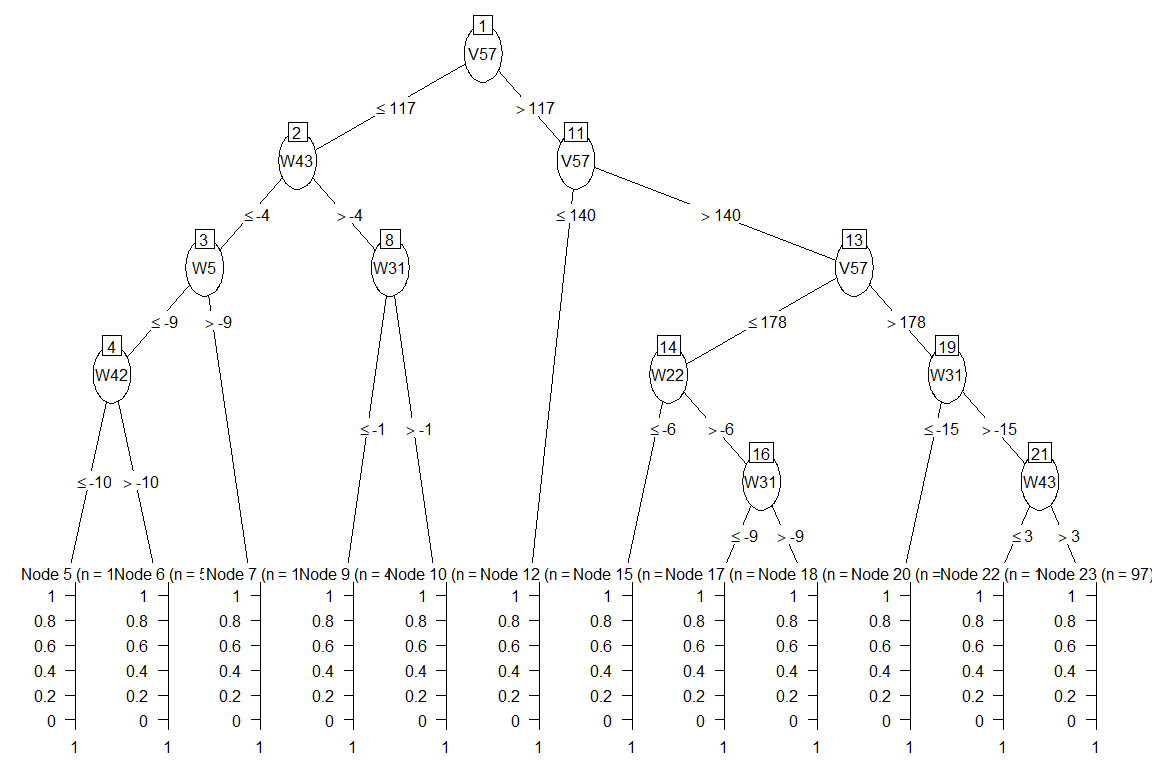 1
V57
≤ 117
> 117
2
W43
11
V57
≤ -4
> -4
≤ 140
> 140
3
W5
8
W31
13
V57
≤ -9
> -9
≤ 178
> 178
4
W42
14
W22
19
W31
≤ -1
> -1
≤ -6
> -6
≤ -15
> -15
16
W31
21
W43
≤ -10
> -10
≤ -9
> -9
≤ 3
> 3
Node 5 (n = 1 Node 6 (n = Node 7 (n = 1 Node 9 (n = 4 Node 10 (n = Node 12 (n = Node 15 (n = Node 17 (n = Node 18 (n = Node 20 (n = Node 22 (n = 1 Node 23 (n = 97)
1 1 1 1 1 1 1 1 1 1 1 1
0.8 0.8 0.8 0.8 0.8 0.8 0.8 0.8 0.8 0.8 0.8 0.8
0.6 0.6 0.6 0.6 0.6 0.6 0.6 0.6 0.6 0.6 0.6 0.6
0.4 0.4 0.4 0.4 0.4 0.4 0.4 0.4 0.4 0.4 0.4 0.4
0.2 0.2 0.2 0.2 0.2 0.2 0.2 0.2 0.2 0.2 0.2 0.2
0 0 0 0 0 0 0 0 0 0 0 0
1 1 1 1 1 1 1 1 1 1 1 1